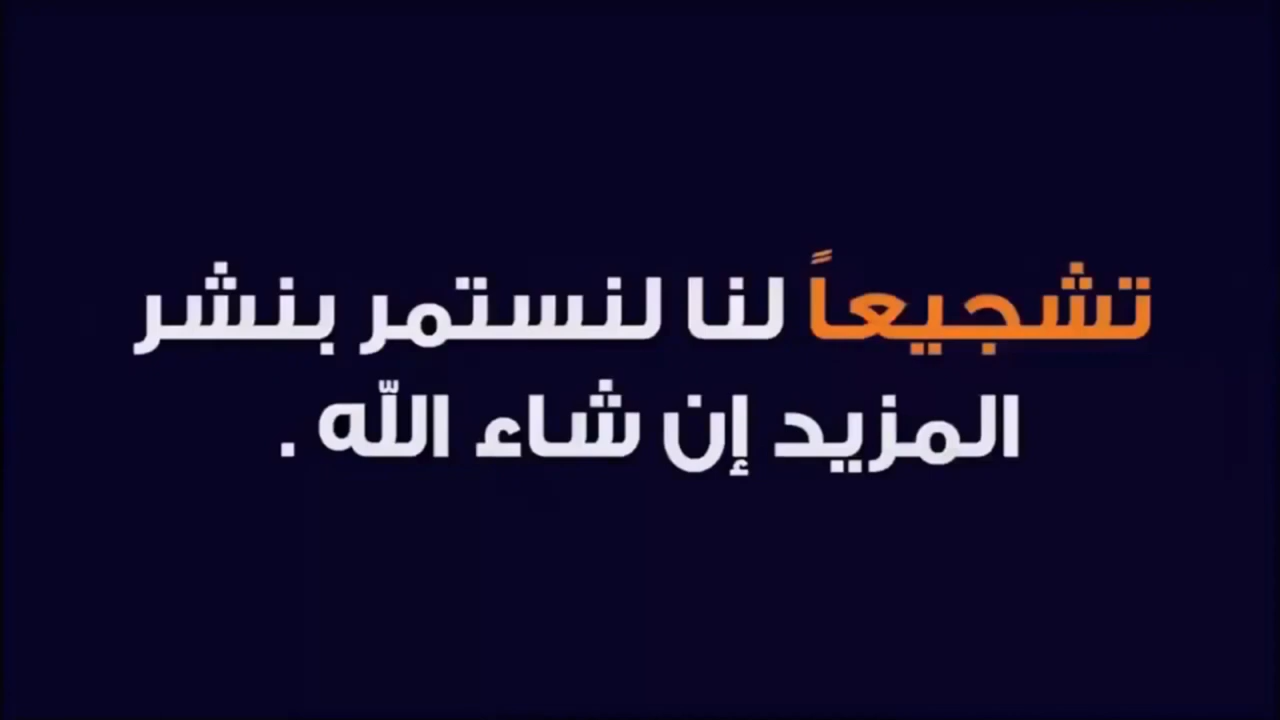 تشجيعاً لنا لنستمر بنشر
المزيد إن شاء الله .